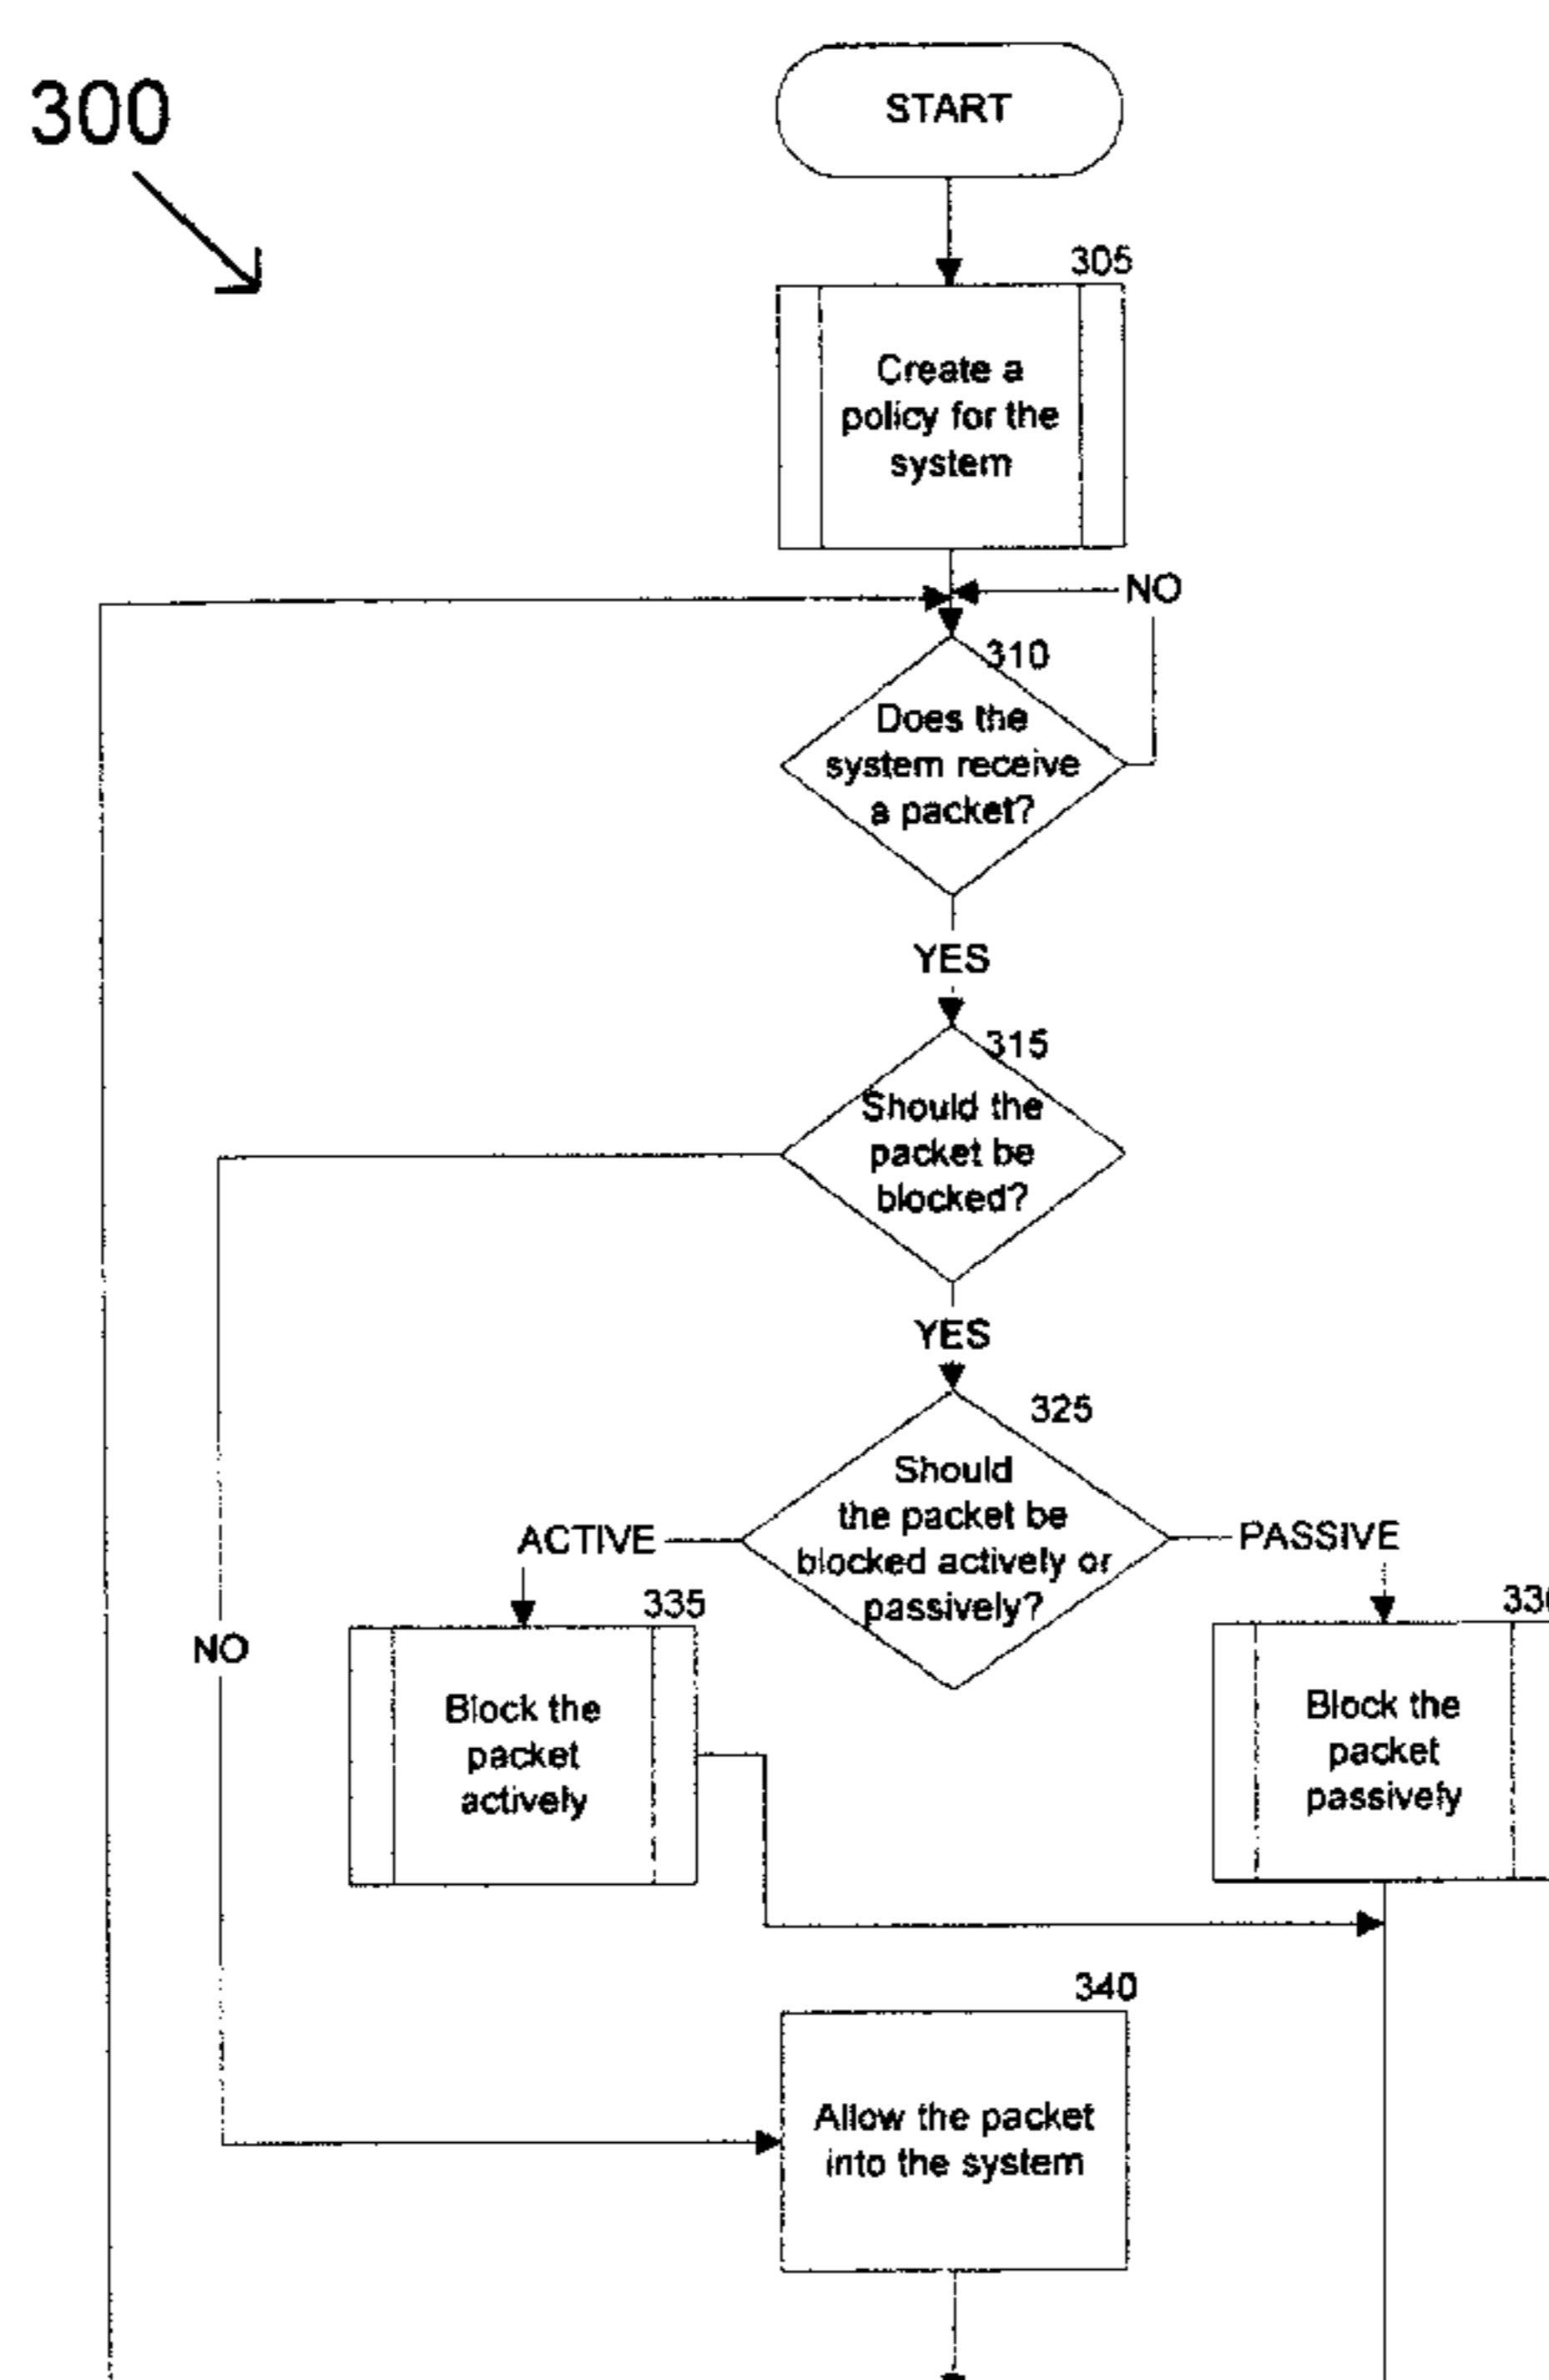 300
START
305
Create a
policy for the
system
NO
310
Does the
system receive
a packet?
YES
315
Should the
packet be
blocked?
YES
325
Should
the packet be
blocked actively or
passively?
ACTIVE
PASSIVE
335
NO
Block the
packet
actively
Block the
packet
passively
340
Allow the packet
into the system